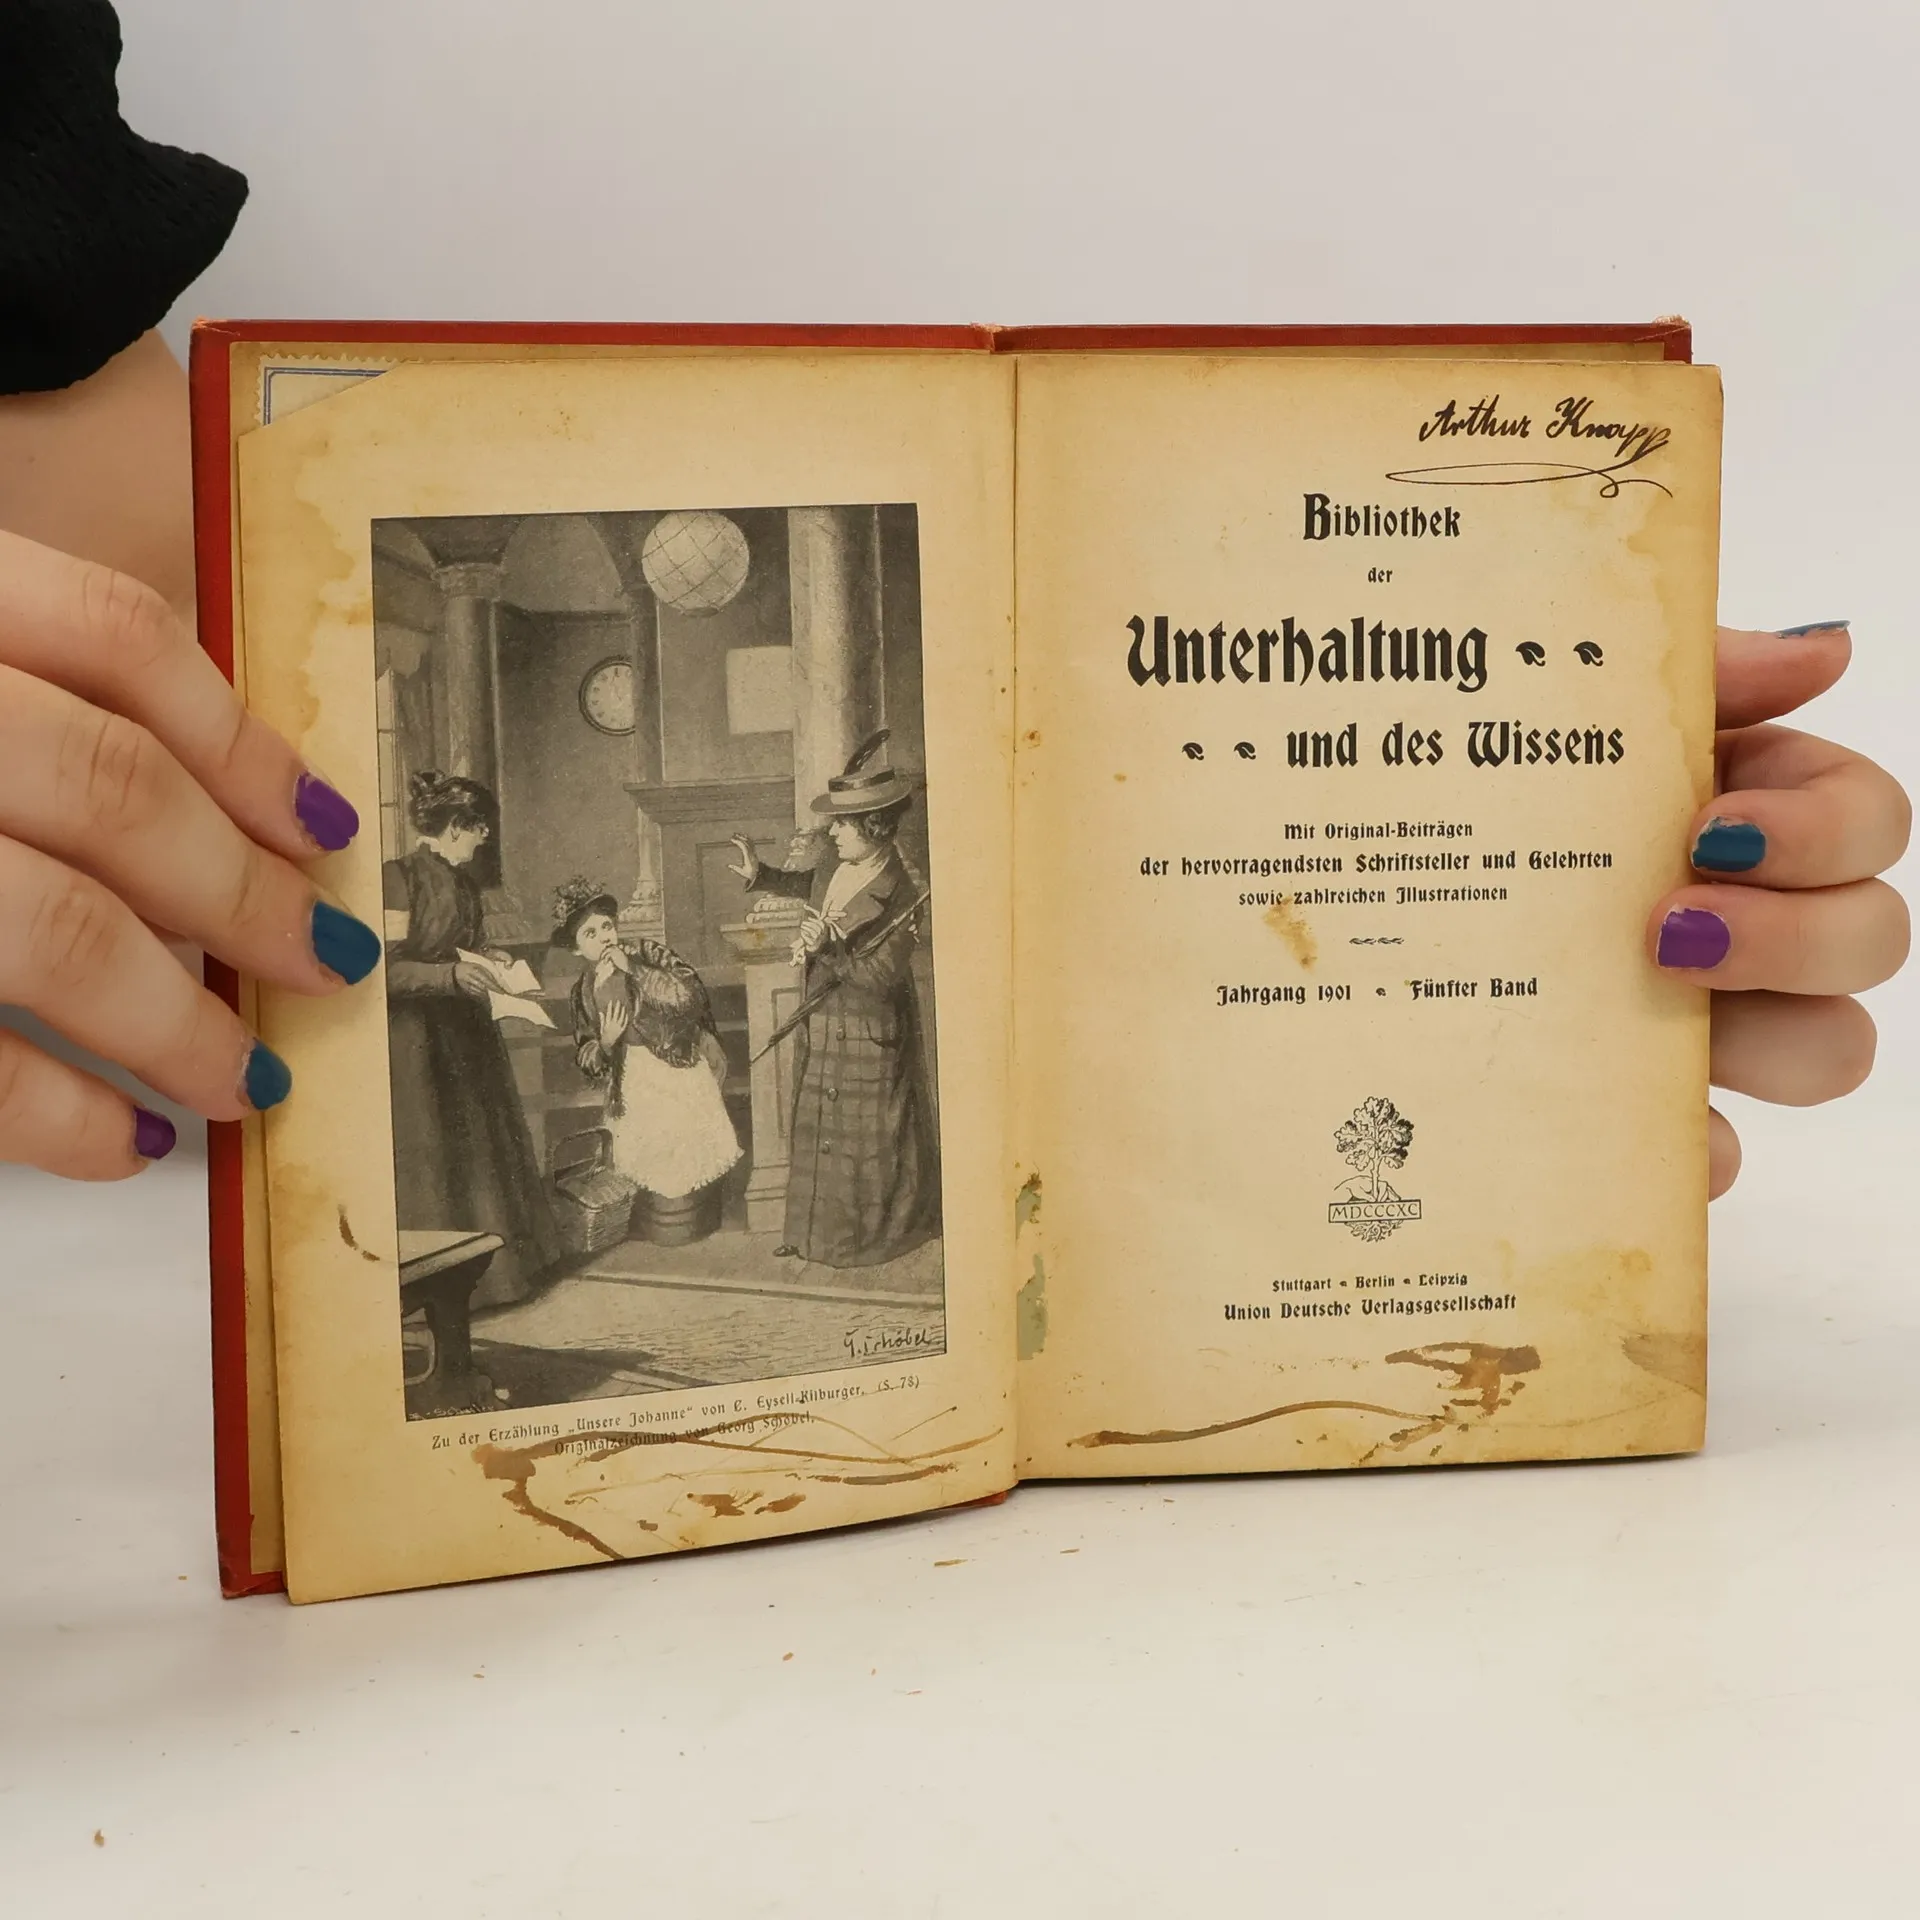 G. Schöbel
Zu der Erzählung „Unsere Johanne“ von E. Eysell-Kilburger. (S. 78)
Originalzeichnung von Georg Schöbel.
Arthur Knapp
Bibliothek
der
Unterhaltung
und des Wissens
Mit Original-Beiträgen
der hervorragendsten Schriftsteller und Gelehrten
sowie zahlreichen Illustrationen
Jahrgang 1901 • Fünfter Band
MDCCCXC
Stuttgart • Berlin • Leipzig
Union Deutsche Verlagsgesellschaft